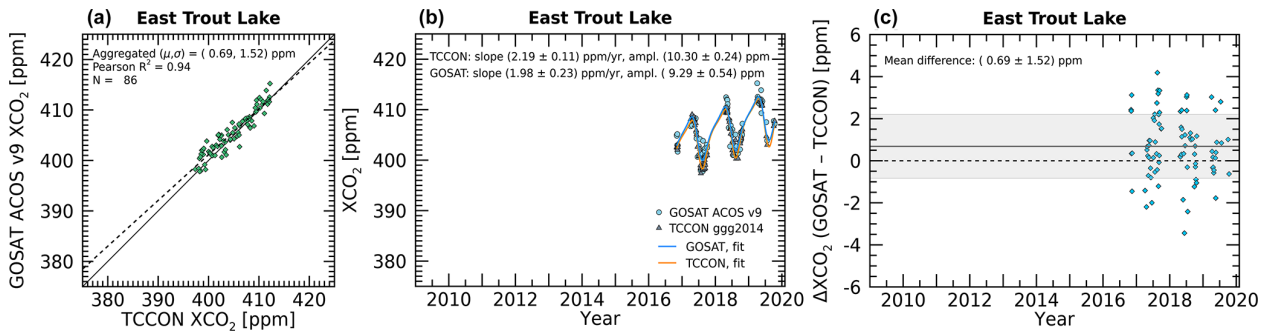 (a) East Trout Lake
Aggregated (μ,σ) = ( 0.69, 1.52) ppm
Pearson R² = 0.94
N = 86
GOSAT ACOS v9 XCO₂ [ppm]
420
410
400
390
380
380 390 400 410 420
TCCON XCO₂ [ppm]
(b) East Trout Lake
TCCON: slope (2.19 ± 0.11) ppm/yr, ampl. (10.30 ± 0.24) ppm
GOSAT: slope (1.98 ± 0.23) ppm/yr, ampl. ( 9.29 ± 0.54) ppm
XCO₂ [ppm]
420
410
400
390
380
GOSAT ACOS v9
TCCON ggg2014
GOSAT, fit
TCCON, fit
2010 2012 2014 2016 2018 2020
Year
(c) East Trout Lake
Mean difference: ( 0.69 ± 1.52) ppm
ΔXCO₂ (GOSAT − TCCON) [ppm]
6
4
2
0
-2
-4
-6
2010 2012 2014 2016 2018 2020
Year